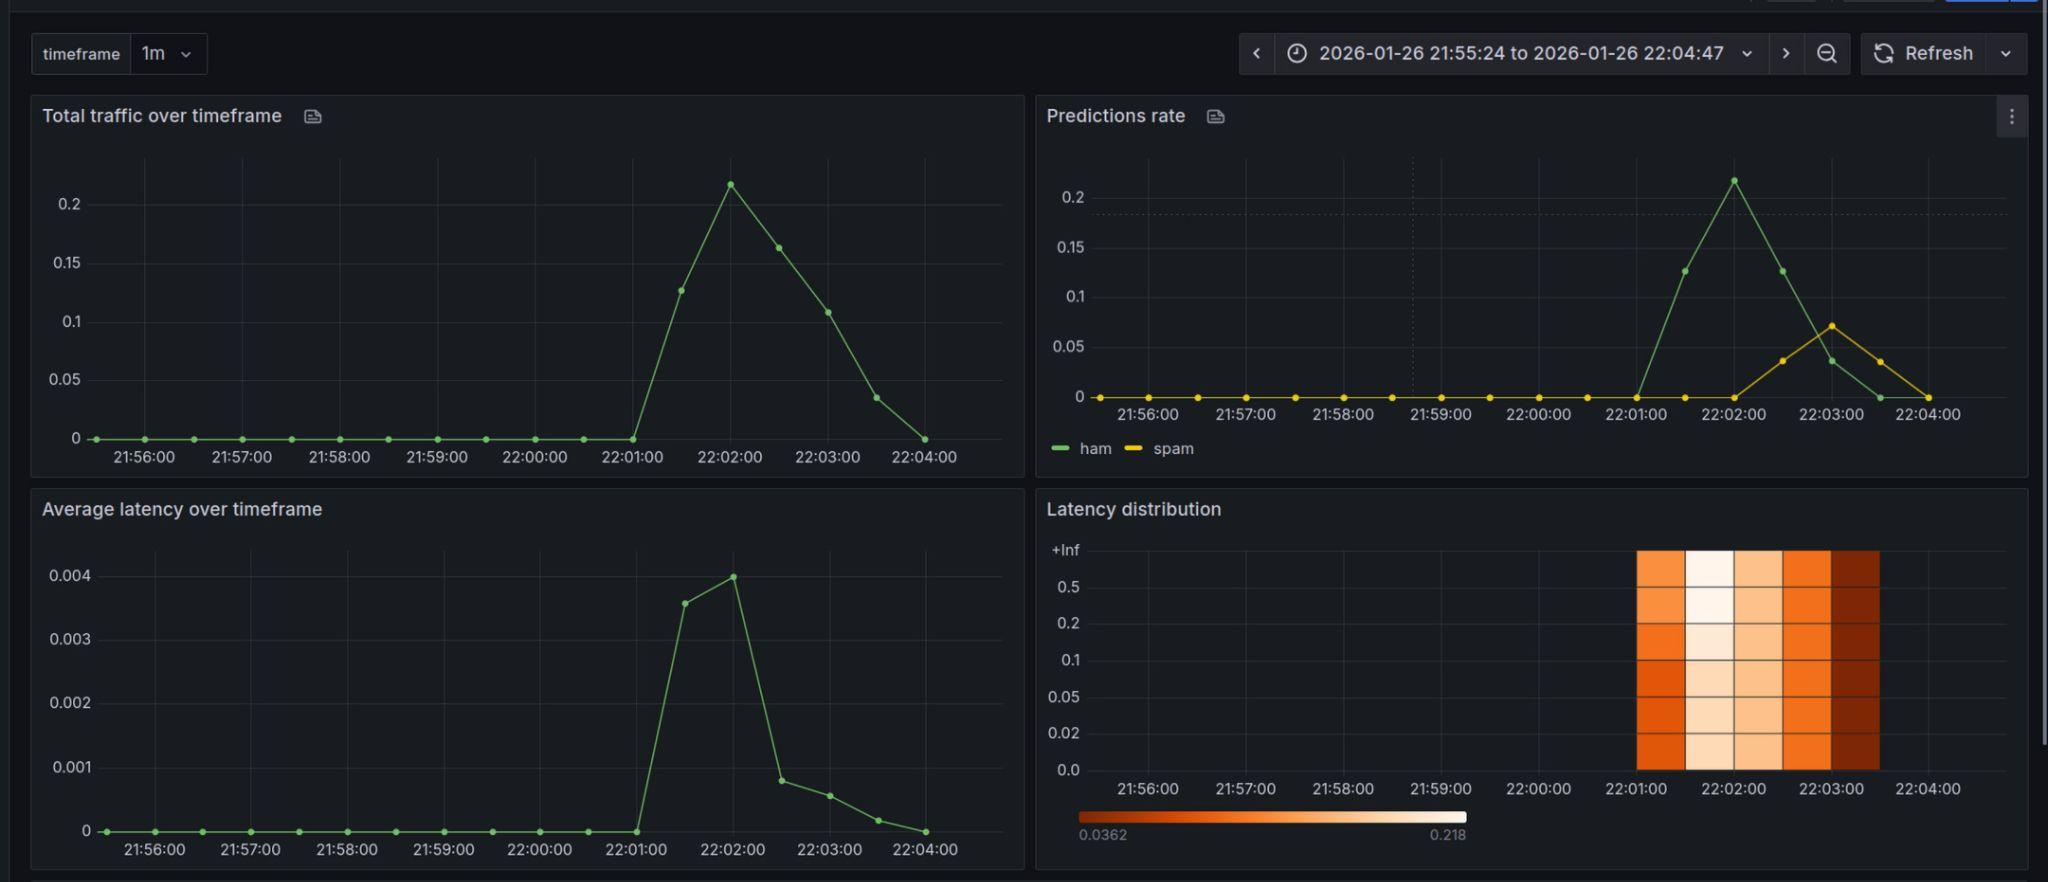 timeframe 1m 2026-01-26 21:55:24 to 2026-01-26 22:04:47 Refresh
Total traffic over timeframe
0.2
0.15
0.1
0.05
0
21:56:00 21:57:00 21:58:00 21:59:00 22:00:00 22:01:00 22:02:00 22:03:00 22:04:00
Predictions rate
0.2
0.15
0.1
0.05
0
21:56:00 21:57:00 21:58:00 21:59:00 22:00:00 22:01:00 22:02:00 22:03:00 22:04:00
ham spam
Average latency over timeframe
0.004
0.003
0.002
0.001
0
21:56:00 21:57:00 21:58:00 21:59:00 22:00:00 22:01:00 22:02:00 22:03:00 22:04:00
Latency distribution
+Inf
0.5
0.2
0.1
0.05
0.02
0.0
21:56:00 21:57:00 21:58:00 21:59:00 22:00:00 22:01:00 22:02:00 22:03:00 22:04:00
0.0362 0.218